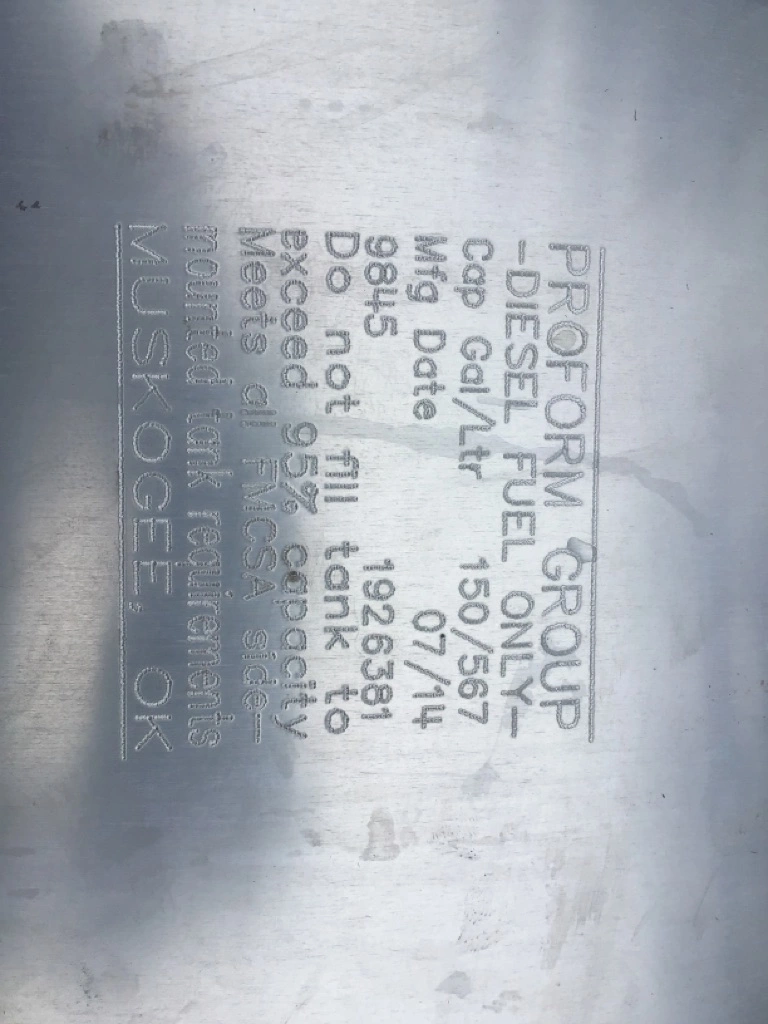 PROFORM GROUP
-DIESEL FUEL ONLY-
Cap Gal/Ltr 150/567
Mfg Date 07/14
9845 1926381
Do not fill tank to
exceed 95% capacity
Meets all FMCSA side-
mounted tank requirements
MUSKOGEE, OK